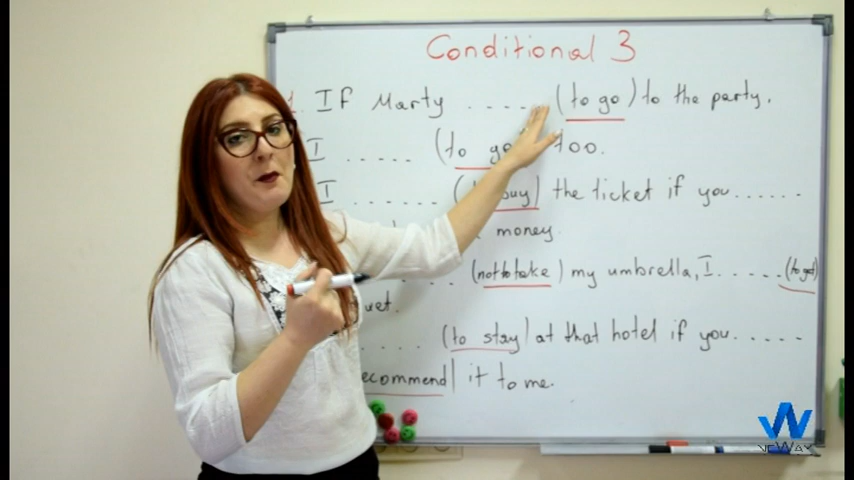 Conditional 3
1. If Marty ..... (to go) to the party,
I ..... (to go) too.
I ...... (to buy) the ticket if you ......
money.
.. (not to take) my umbrella, I ..... (to get)
wet.
.... (to stay) at that hotel if you .....
recommend) it to me.
NEWAY